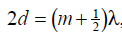 2d = (m + ½)λ,